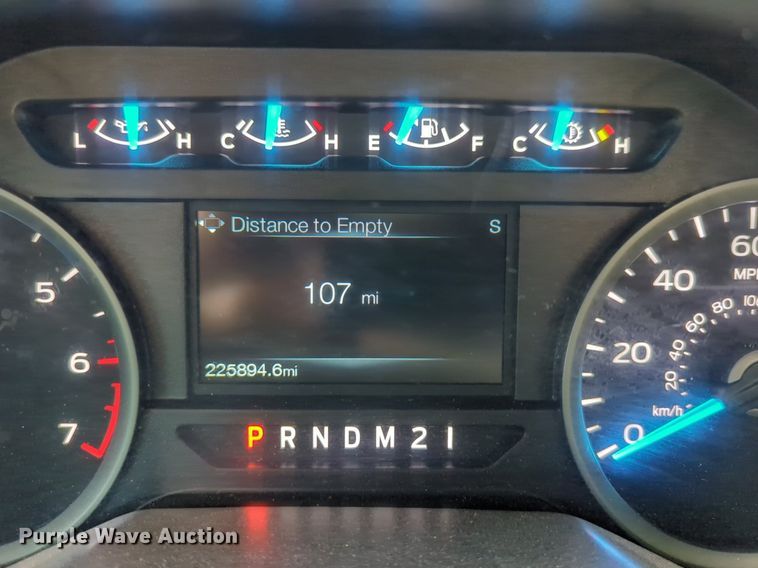 L H C H E F C H
Distance to Empty S
107 mi
225894.6mi
P R N D M 2 1
5
6
7
0
20
40
60
MPH
km/h
20
40
60
80
Purple Wave Auction